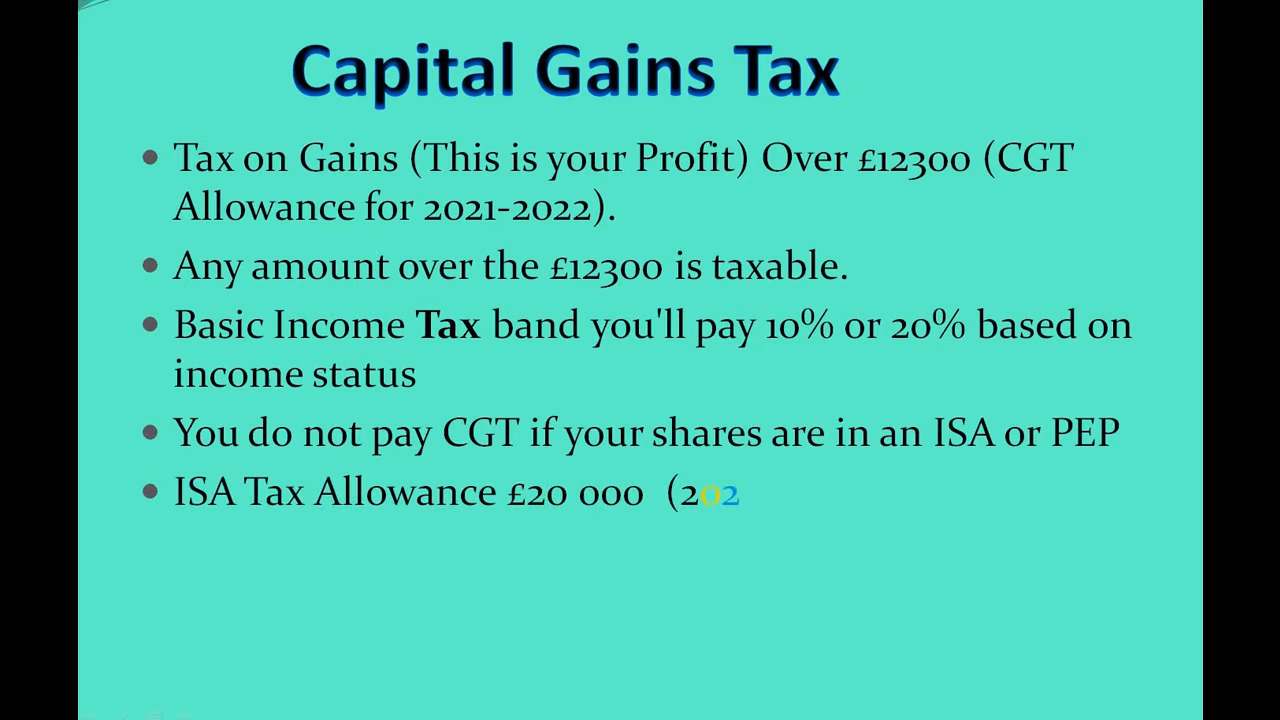 Capital Gains Tax
• Tax on Gains (This is your Profit) Over £12300 (CGT
Allowance for 2021-2022).
• Any amount over the £12300 is taxable.
• Basic Income Tax band you'll pay 10% or 20% based on
income status
• You do not pay CGT if your shares are in an ISA or PEP
• ISA Tax Allowance £20 000  (202